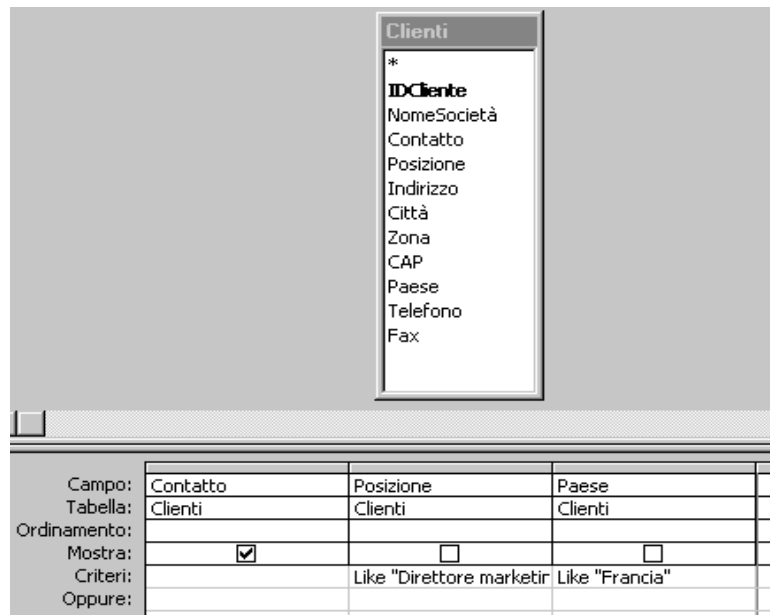 Clienti
*
IDCliente
NomeSocietà
Contatto
Posizione
Indirizzo
Città
Zona
CAP
Paese
Telefono
Fax
Campo: Contatto Posizione Paese
Tabella: Clienti Clienti Clienti
Ordinamento:
Mostra:
Criteri: Like "Direttore marketin Like "Francia"
Oppure: